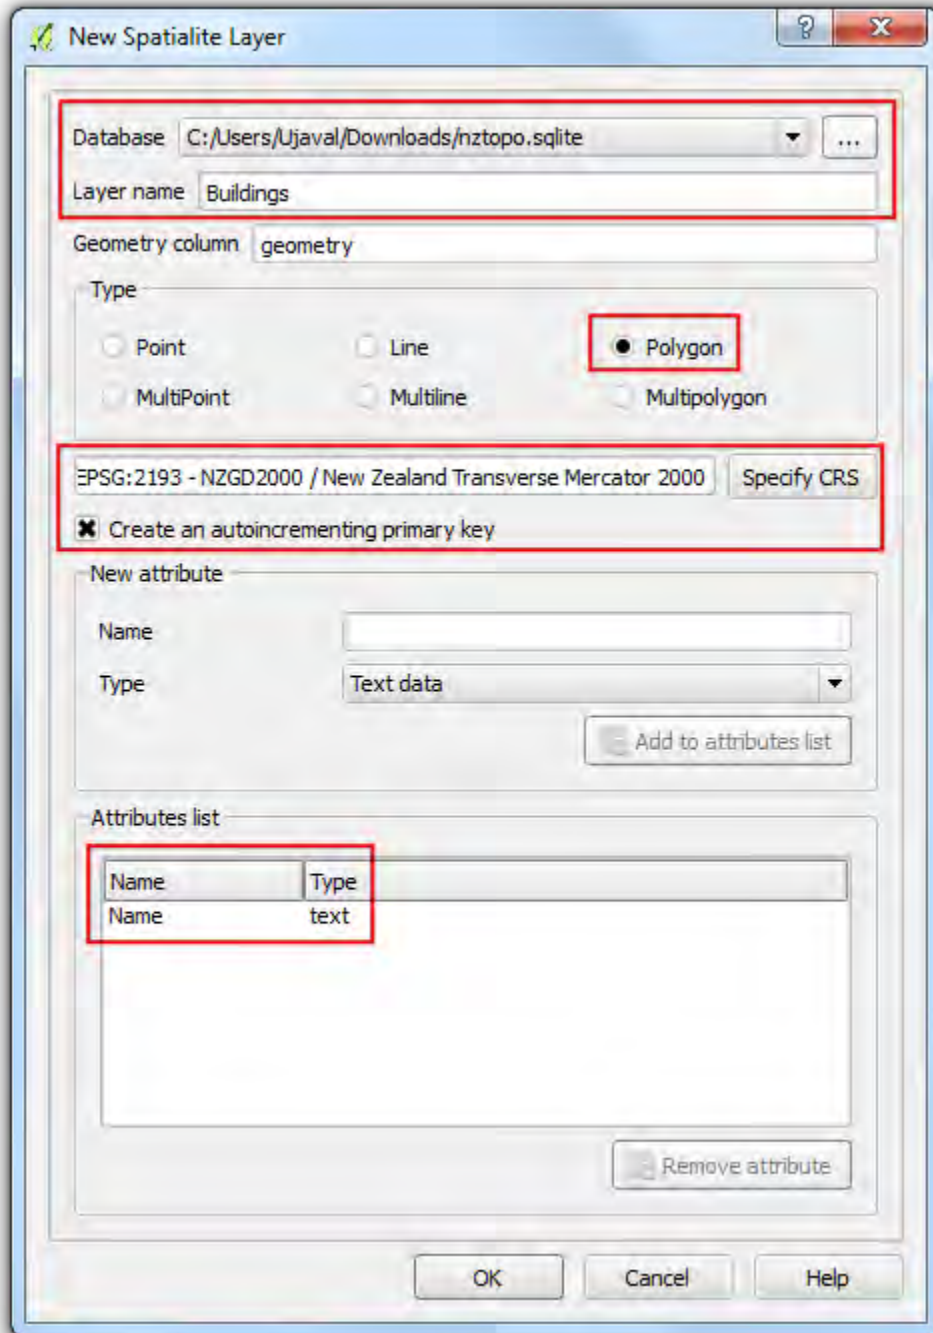 New Spatialite Layer
Database C:/Users/Ujaval/Downloads/nztopo.sqlite ...
Layer name Buildings
Geometry column geometry
Type
Point Line Polygon
MultiPoint Multiline Multipolygon
EPSG:2193 - NZGD2000 / New Zealand Transverse Mercator 2000 Specify CRS
Create an autoincrementing primary key
New attribute
Name
Type Text data
Add to attributes list
Attributes list
Name Type
Name text
Remove attribute
OK Cancel Help